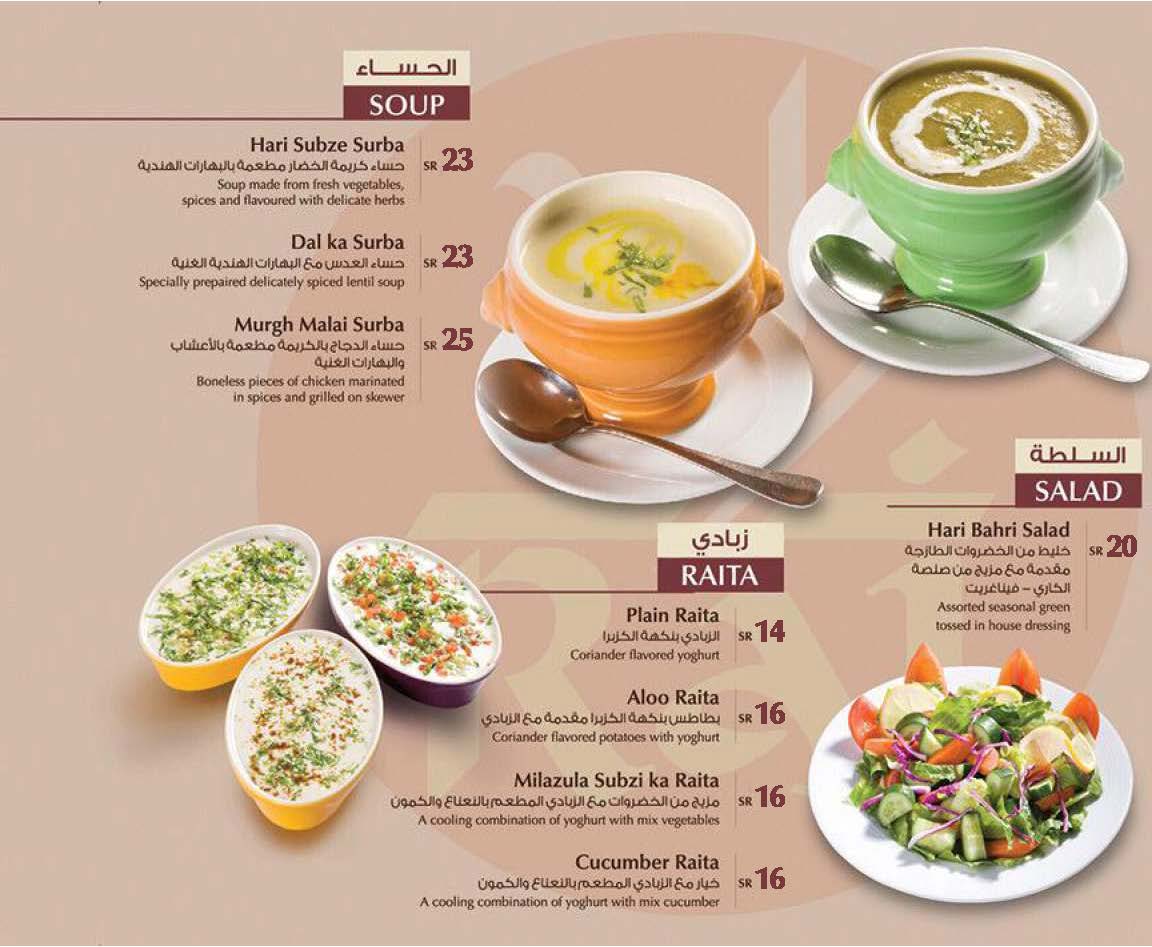 الحساء
SOUP
Hari Subze Surba
حساء كريمة الخضار مطعمة بالبهارات الهندية
SR 23
Soup made from fresh vegetables,
spices and flavoured with delicate herbs
Dal ka Surba
حساء العدس مع البهارات الهندية الغنية
SR 23
Specially prepaired delicately spiced lentil soup
Murgh Malai Surba
حساء الدجاج بالكريمة مطعمة بالأعشاب
SR 25
والبهارات الغنية
Boneless pieces of chicken marinated
in spices and grilled on skewer
السلطة
SALAD
Hari Bahri Salad
خليط من الخضروات الطازجة
SR 20
مقدمة مع مزيج من صلصة
الكاري - فيناغريت
Assorted seasonal green
tossed in house dressing
زبادي
RAITA
Plain Raita
الزبادي بنكهة الكزبرا
SR 14
Coriander flavored yoghurt
Aloo Raita
بطاطس بنكهة الكزبرا مقدمة مع الزبادي
SR 16
Coriander flavored potatoes with yoghurt
Milazula Subzi ka Raita
مزيج من الخضروات مع الزبادي المطعم بالنعناع والكمون
SR 16
A cooling combination of yoghurt with mix vegetables
Cucumber Raita
خيار مع الزبادي المطعم بالنعناع والكمون
SR 16
A cooling combination of yoghurt with mix cucumber
Raj